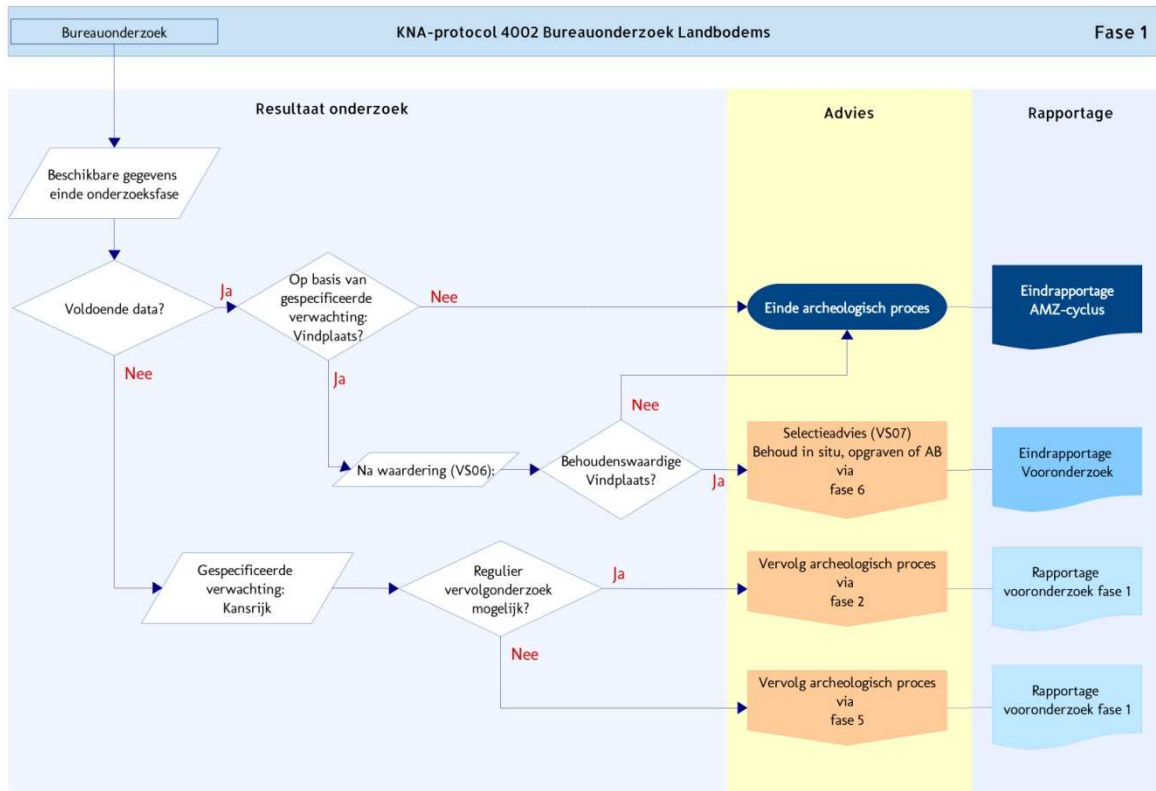 Bureauonderzoek
KNA-protocol 4002 Bureauonderzoek Landbodems
Fase 1
Resultaat onderzoek
Advies
Rapportage
Beschikbare gegevens
einde onderzoeksfase
Voldoende data?
Ja
Op basis van
gespecificeerde
verwachting:
Vindplaats?
Nee
Einde archeologisch proces
Eindrapportage
AMZ-cyclus
Nee
Ja
Na waardering (VS06):
Nee
Behoudenswaardige
Vindplaats?
Ja
Selectieadvies (VS07)
Behoud in situ, opgraven of AB
via
fase 6
Eindrapportage
Vooronderzoek
Gespecificeerde
verwachting:
Kansrijk
Regulier
vervolgonderzoek
mogelijk?
Ja
Vervolg archeologisch proces
via
fase 2
Rapportage
vooronderzoek fase 1
Nee
Vervolg archeologisch proces
via
fase 5
Rapportage
vooronderzoek fase 1